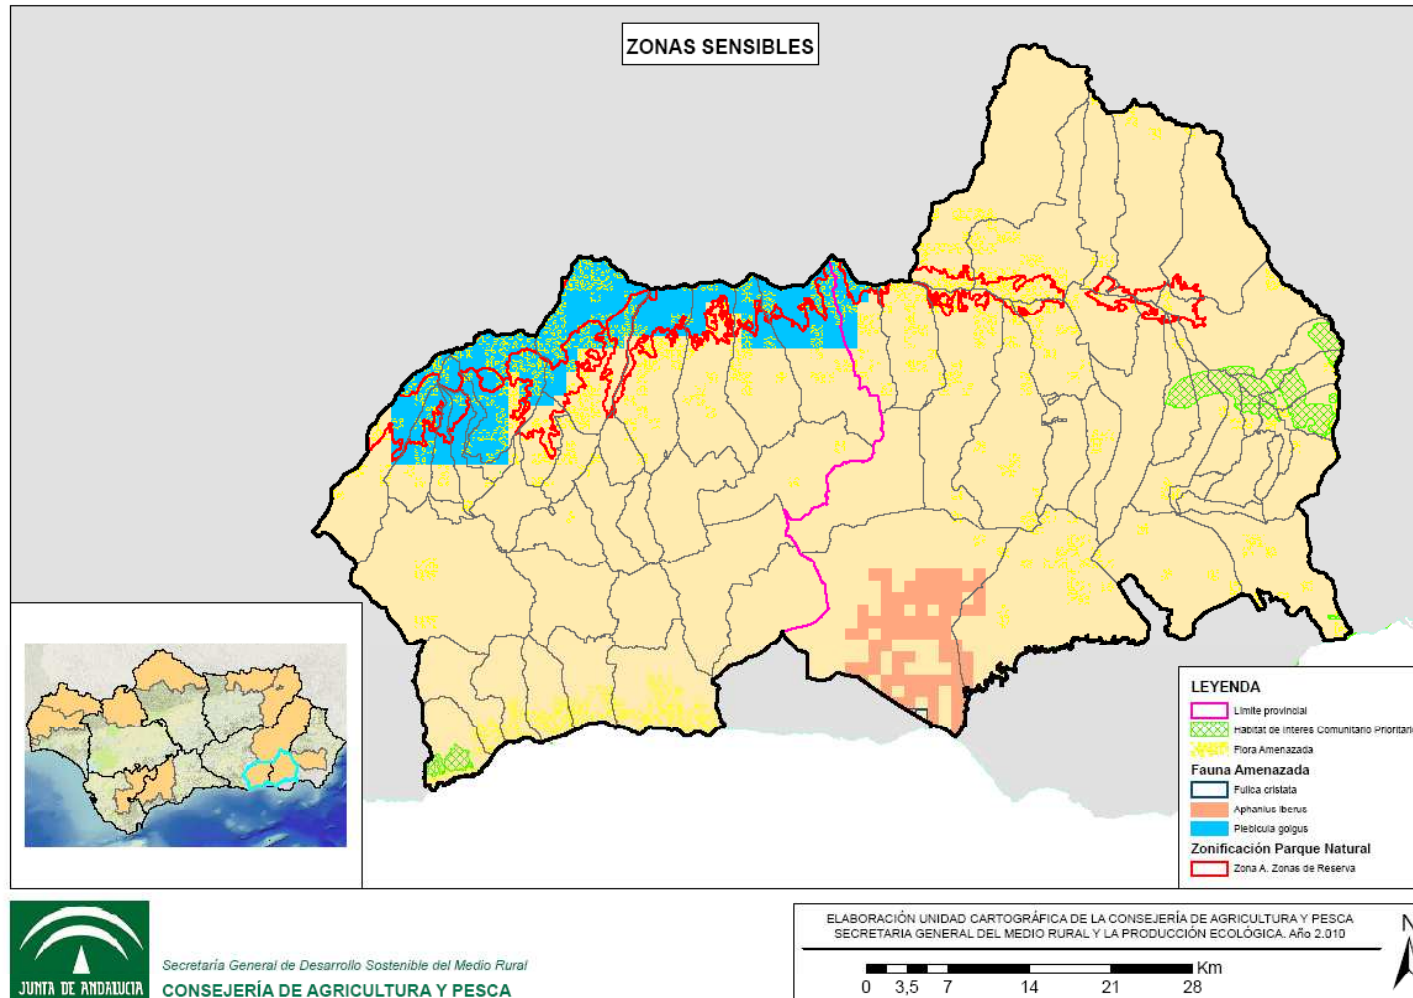 ZONAS SENSIBLES
LEYENDA
Límite provincial
Hábitat de Interés Comunitario Prioritario
Flora Amenazada
Fauna Amenazada
Fulica cristata
Aphanius iberus
Plebicula golgus
Zonificación Parque Natural
Zona A. Zonas de Reserva
JUNTA DE ANDALUCIA
Secretaría General de Desarrollo Sostenible del Medio Rural
CONSEJERÍA DE AGRICULTURA Y PESCA
ELABORACIÓN UNIDAD CARTOGRÁFICA DE LA CONSEJERÍA DE AGRICULTURA Y PESCA
SECRETARIA GENERAL DEL MEDIO RURAL Y LA PRODUCCIÓN ECOLÓGICA. Año 2.010
N
Km
0 3,5 7 14 21 28